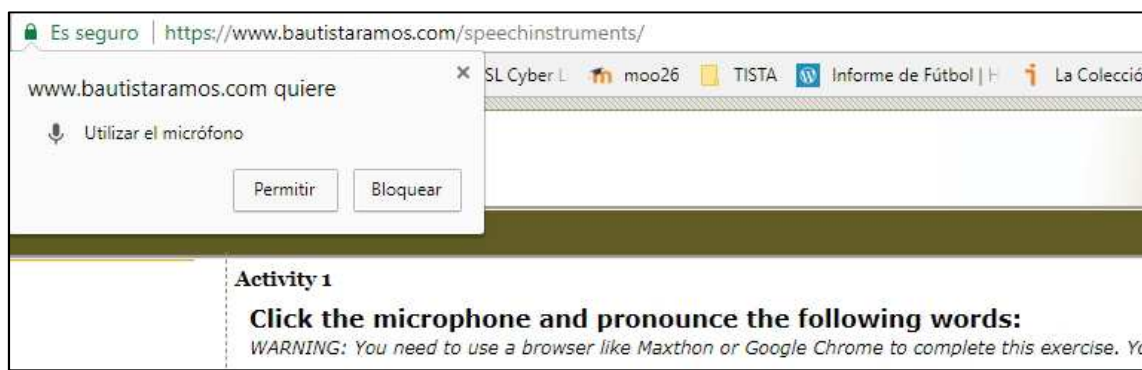 Es seguro | https://www.bautistaramos.com/speechinstruments/
SL Cyber L moo26 TISTA Informe de Fútbol | H La Colecció
www.bautistaramos.com quiere ×
Utilizar el micrófono
Permitir Bloquear
Activity 1
Click the microphone and pronounce the following words:
WARNING: You need to use a browser like Maxthon or Google Chrome to complete this exercise. Yo